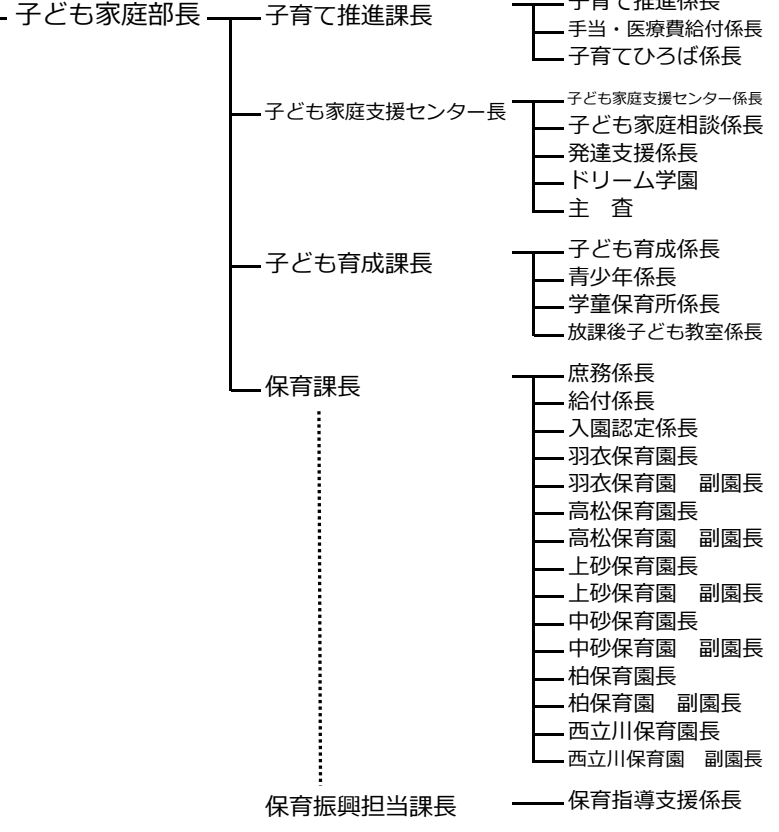 子ども家庭部長
子育て推進課長
子育て推進係長
手当・医療費給付係長
子育てひろば係長
子ども家庭支援センター長
子ども家庭支援センター係長
子ども家庭相談係長
発達支援係長
ドリーム学園
主　査
子ども育成課長
子ども育成係長
青少年係長
学童保育所係長
放課後子ども教室係長
保育課長
庶務係長
給付係長
入園認定係長
羽衣保育園長
羽衣保育園　副園長
高松保育園長
高松保育園　副園長
上砂保育園長
上砂保育園　副園長
中砂保育園長
中砂保育園　副園長
柏保育園長
柏保育園　副園長
西立川保育園長
西立川保育園　副園長
保育振興担当課長
保育指導支援係長